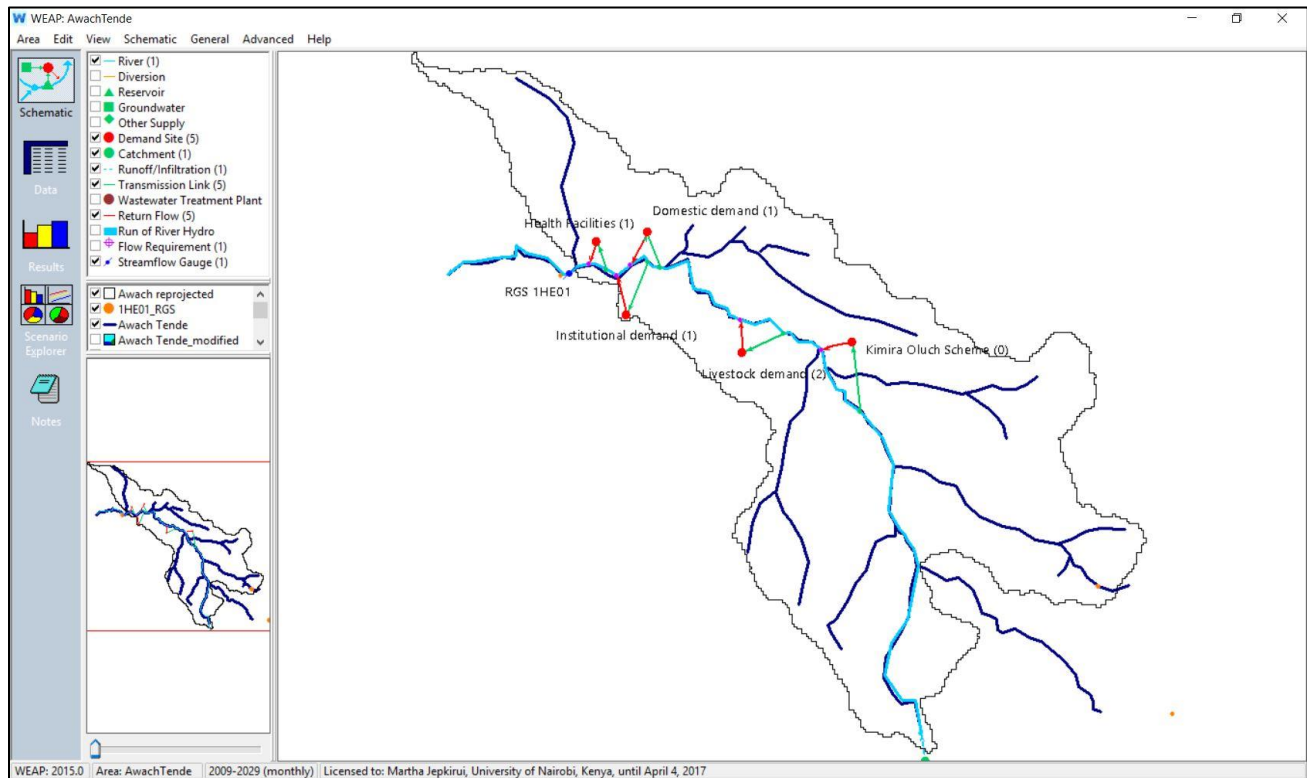 WEAP: AwachTende
Area Edit View Schematic General Advanced Help
Schematic
Data
Results
Scenario
Explorer
Notes
River (1)
Diversion
Reservoir
Groundwater
Other Supply
Demand Site (5)
Catchment (1)
Runoff/Infiltration (1)
Transmission Link (5)
Wastewater Treatment Plant
Return Flow (5)
Run of River Hydro
Flow Requirement (1)
Streamflow Gauge (1)
Awach reprojected
1HE01_RGS
Awach Tende
Awach Tende_modified
Domestic demand (1)
Health Facilities (1)
RGS 1HE01
Institutional demand (1)
Kimira Oluch Scheme (0)
Livestock demand (2)
WEAP: 2015.0 Area: AwachTende 2009-2029 (monthly) Licensed to: Martha Jepkirui, University of Nairobi, Kenya, until April 4, 2017